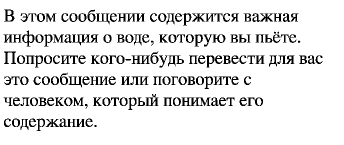 В этом сообщении содержится важная
информация о воде, которую вы пьёте.
Попросите кого-нибудь перевести для вас
это сообщение или поговорите с
человеком, который понимает его
содержание.